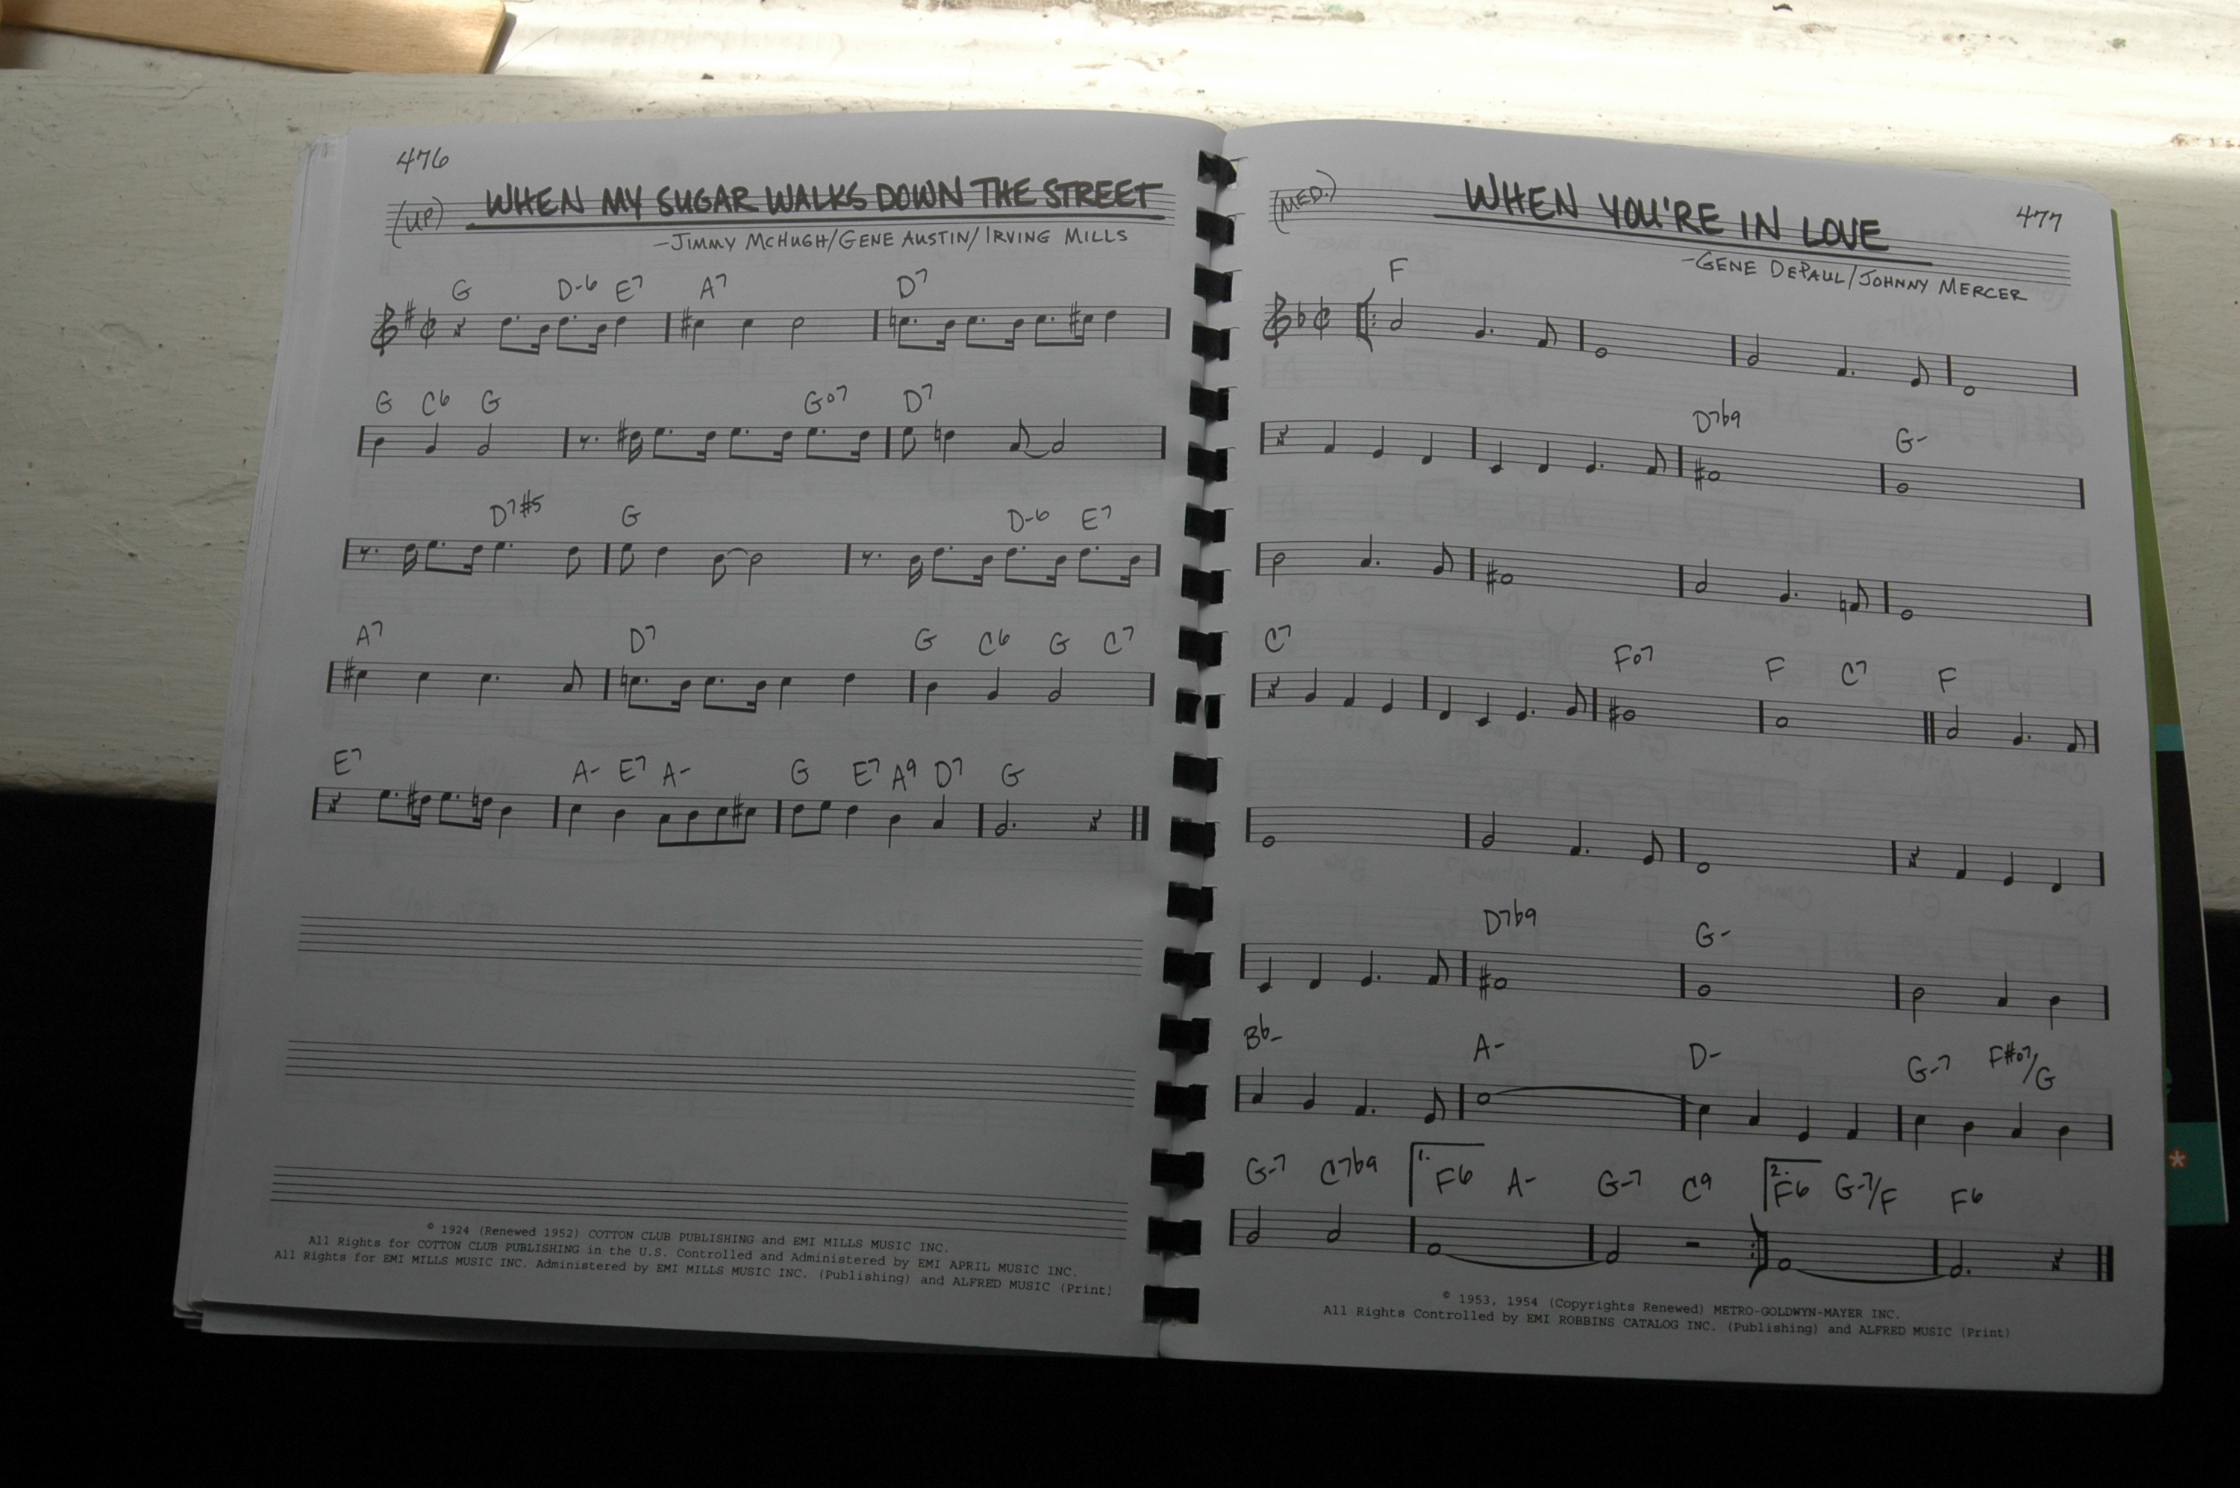 476
(UP) WHEN MY SUGAR WALKS DOWN THE STREET
-JIMMY MCHUGH/GENE AUSTIN/IRVING MILLS
G D-6 E7 A7 D7
G C6 G G°7 D7
D7#5 G D-6 E7
A7 D7 G C6 G C7
E7 A- E7 A- G E7 A9 D7 G
© 1924 (Renewed 1952) COTTON CLUB PUBLISHING and EMI MILLS MUSIC INC.
All Rights for COTTON CLUB PUBLISHING in the U.S. Controlled and Administered by EMI APRIL MUSIC INC.
All Rights for EMI MILLS MUSIC INC. Administered by EMI MILLS MUSIC INC. (Publishing) and ALFRED MUSIC (Print)
(MED.) WHEN YOU'RE IN LOVE 477
-GENE DEPAUL/JOHNNY MERCER
F
D7b9 G-
C7 F°7 F C7 F
D7b9 G-
Bb- A- D- G-7 F#°7/G
G-7 C7b9 1. F6 A- G-7 C9 2. F6 G-7/F F6
© 1953, 1954 (Copyrights Renewed) METRO-GOLDWYN-MAYER INC.
All Rights Controlled by EMI ROBBINS CATALOG INC. (Publishing) and ALFRED MUSIC (Print)